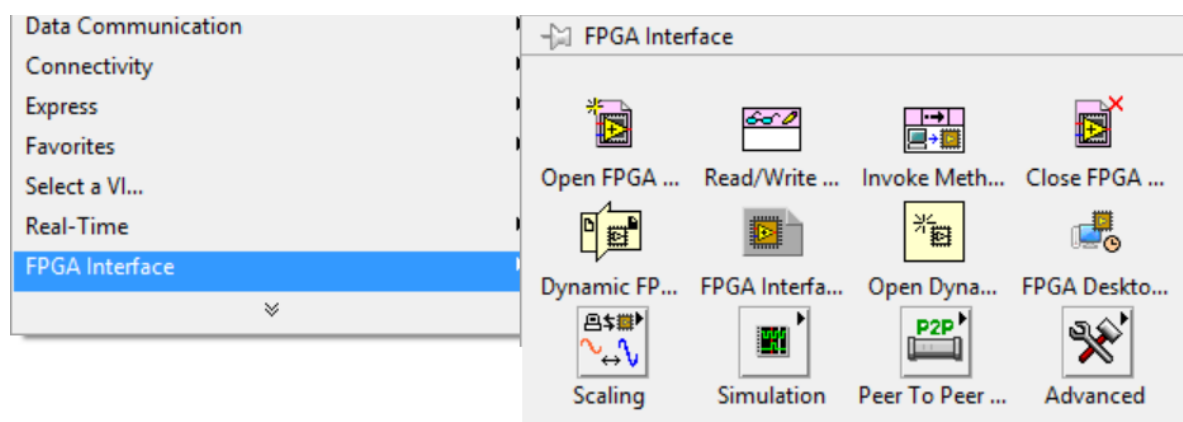 Data Communication
Connectivity
Express
Favorites
Select a VI...
Real-Time
FPGA Interface
FPGA Interface
Open FPGA ...
Read/Write ...
Invoke Meth...
Close FPGA ...
Dynamic FP...
FPGA Interfa...
Open Dyna...
FPGA Deskto...
P2P
Scaling
Simulation
Peer To Peer ...
Advanced